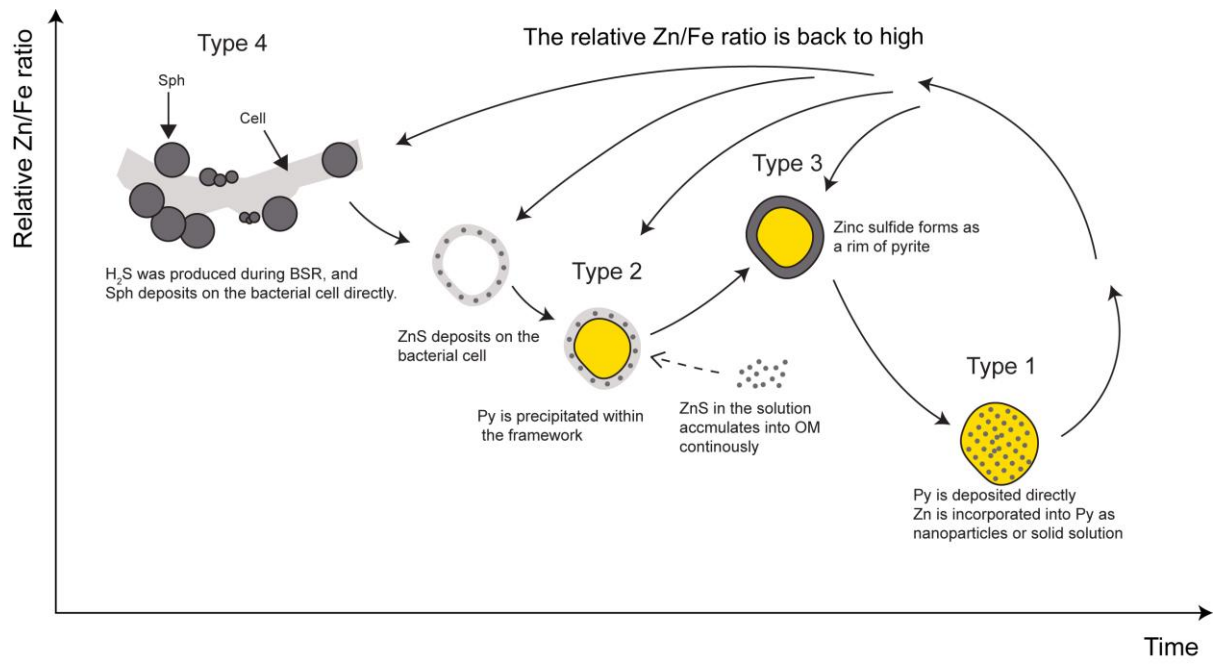 Relative Zn/Fe ratio
Type 4
The relative Zn/Fe ratio is back to high
Sph
Cell
H₂S was produced during BSR, and
Sph deposits on the bacterial cell directly.
ZnS deposits on the
bacterial cell
Type 2
Py is precipitated within
the framework
ZnS in the solution
accmulates into OM
continously
Type 3
Zinc sulfide forms as
a rim of pyrite
Type 1
Py is deposited directly
Zn is incorporated into Py as
nanoparticles or solid solution
Time